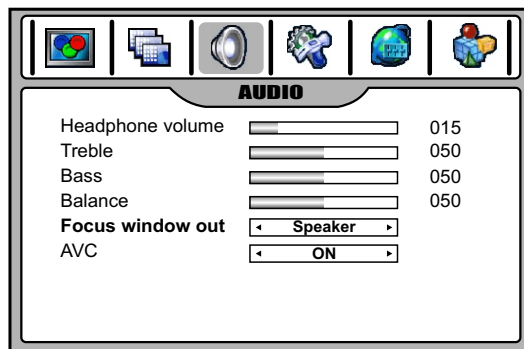 AUDIO
Headphone volume 015
Treble 050
Bass 050
Balance 050
Focus window out Speaker
AVC ON